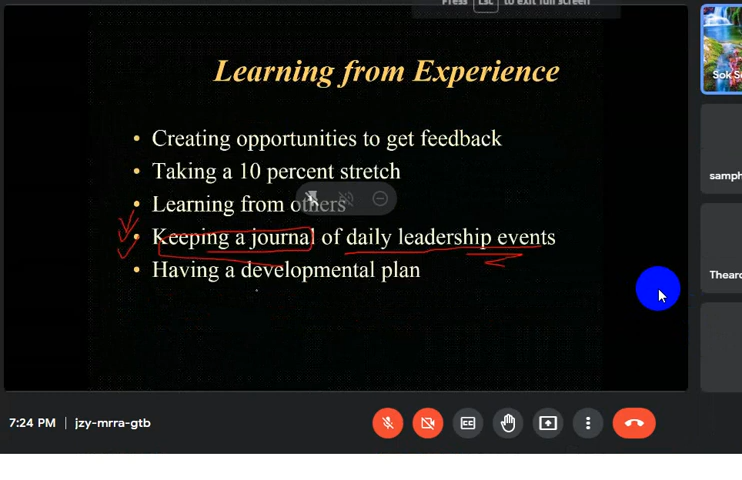 Press Esc to exit full screen
Learning from Experience
• Creating opportunities to get feedback
• Taking a 10 percent stretch
• Learning from others
• Keeping a journal of daily leadership events
• Having a developmental plan
Sok S
samph
Thearo
7:24 PM | jzy-mrra-gtb
CC